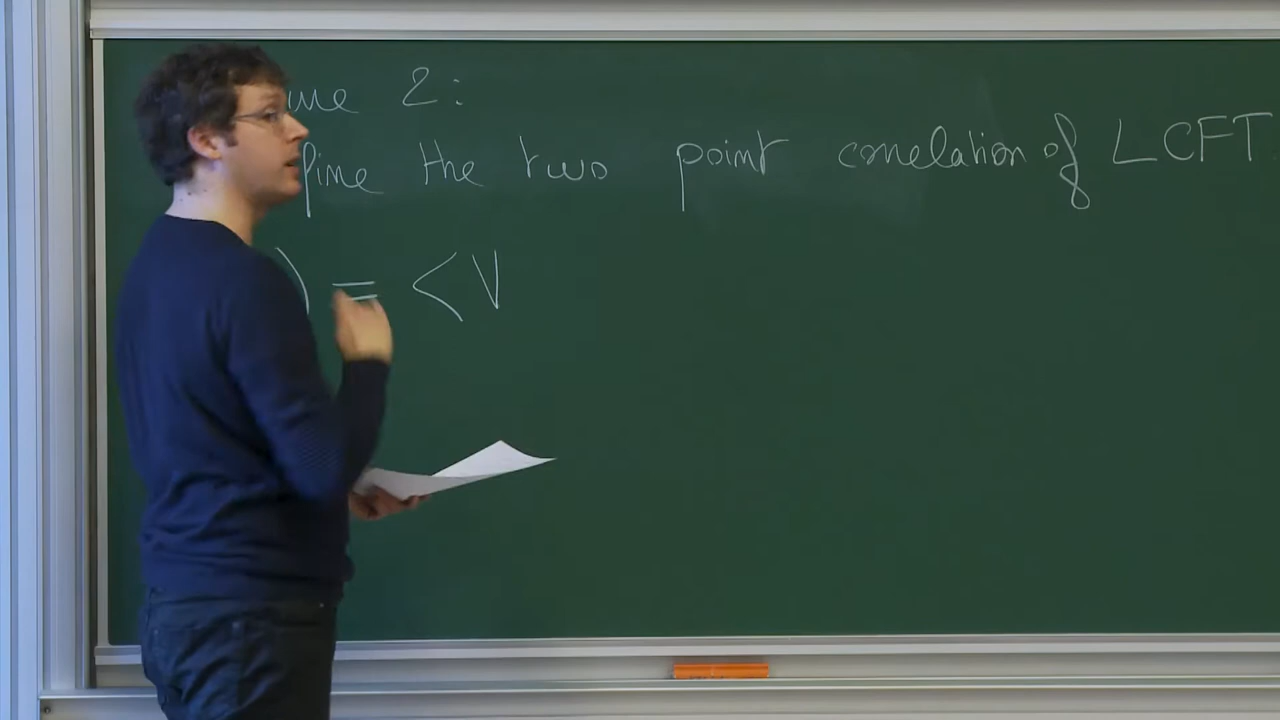 ume 2:
fine the two point correlation of LCFT
) = < V